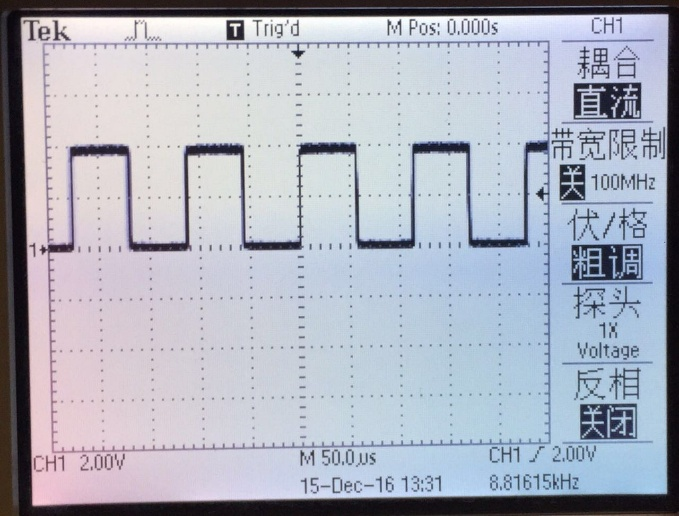 Tek T Trig'd M Pos: 0.000s CH1
耦合
直流
带宽限制
关 100MHz
伏/格
粗调
探头
1X
Voltage
反相
关闭
1
CH1 2.00V M 50.0µs CH1 / 2.00V
15-Dec-16 13:31 8.81615kHz